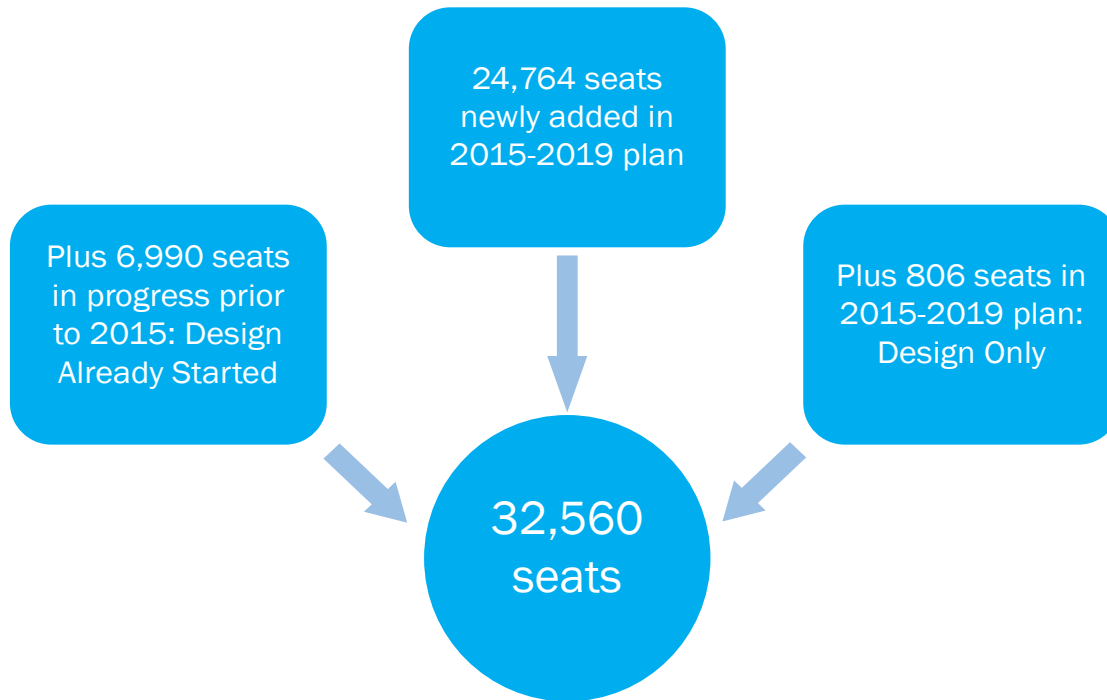 24,764 seats
newly added in
2015-2019 plan
Plus 6,990 seats
in progress prior
to 2015: Design
Already Started
Plus 806 seats in
2015-2019 plan:
Design Only
32,560
seats